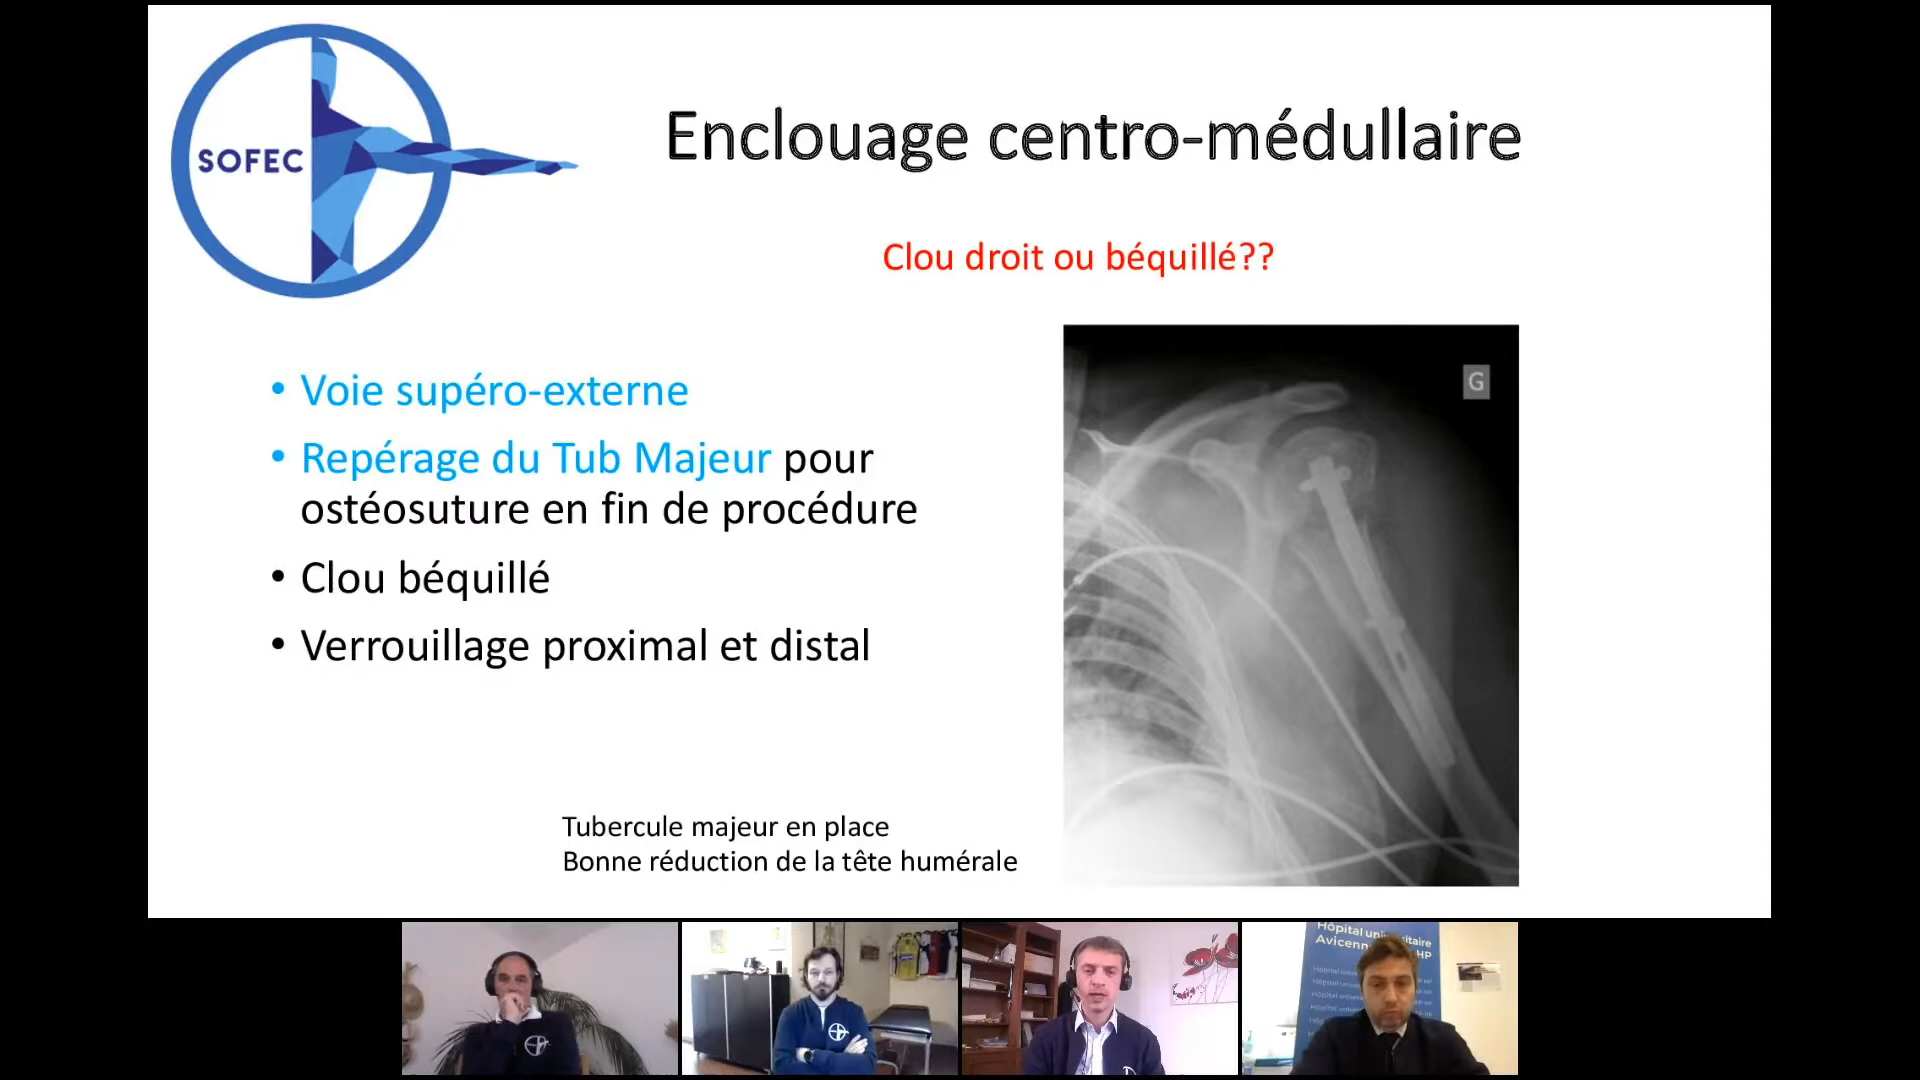 SOFEC
Enclouage centro-médullaire
Clou droit ou béquillé??
• Voie supéro-externe
• Repérage du Tub Majeur pour
ostéosuture en fin de procédure
• Clou béquillé
• Verrouillage proximal et distal
G
Tubercule majeur en place
Bonne réduction de la tête humérale
Hôpital
Avicenne